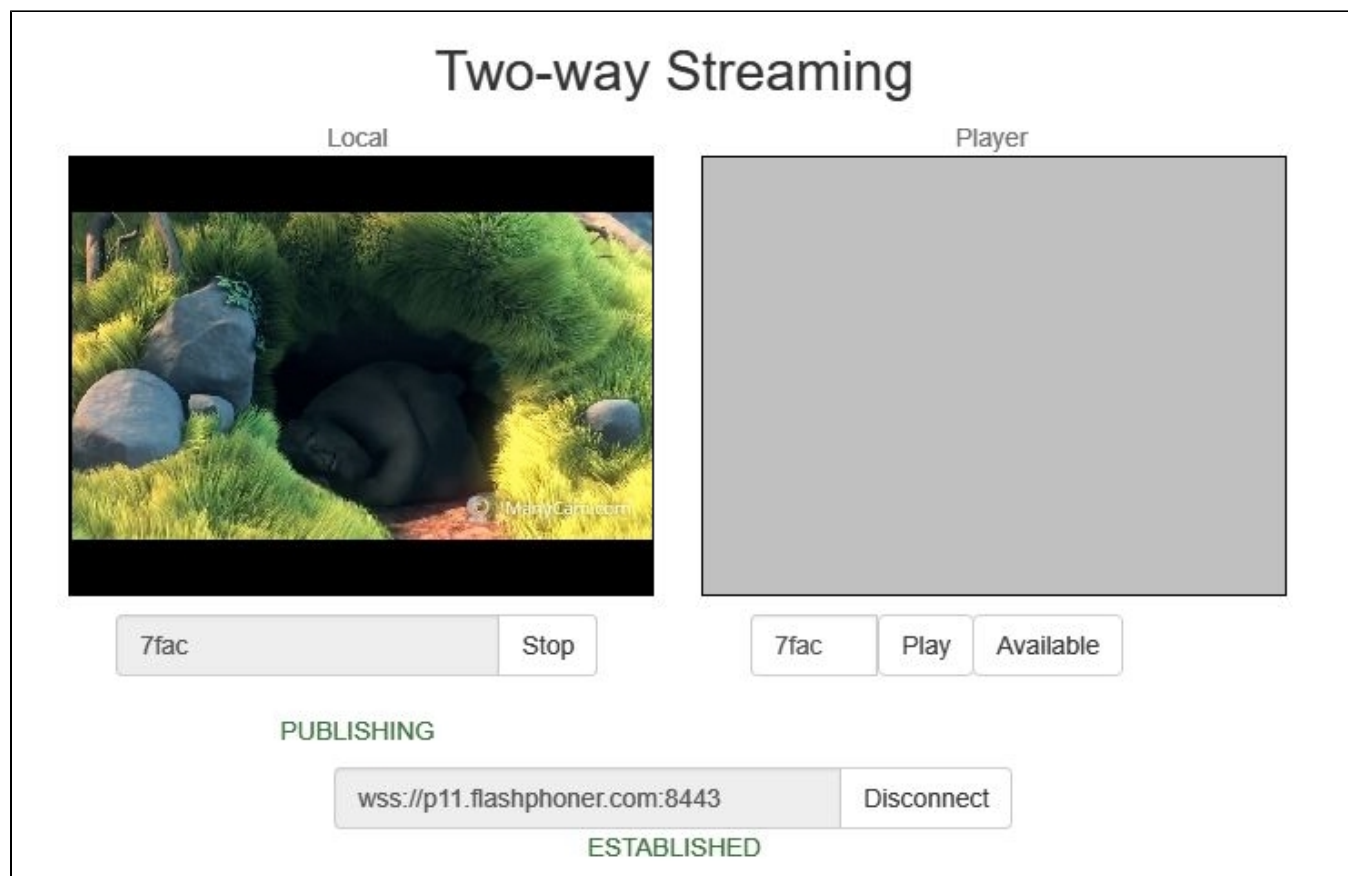 Two-way Streaming
Local
Player
ManyCam.com
7fac
Stop
7fac
Play
Available
PUBLISHING
wss://p11.flashphoner.com:8443
Disconnect
ESTABLISHED